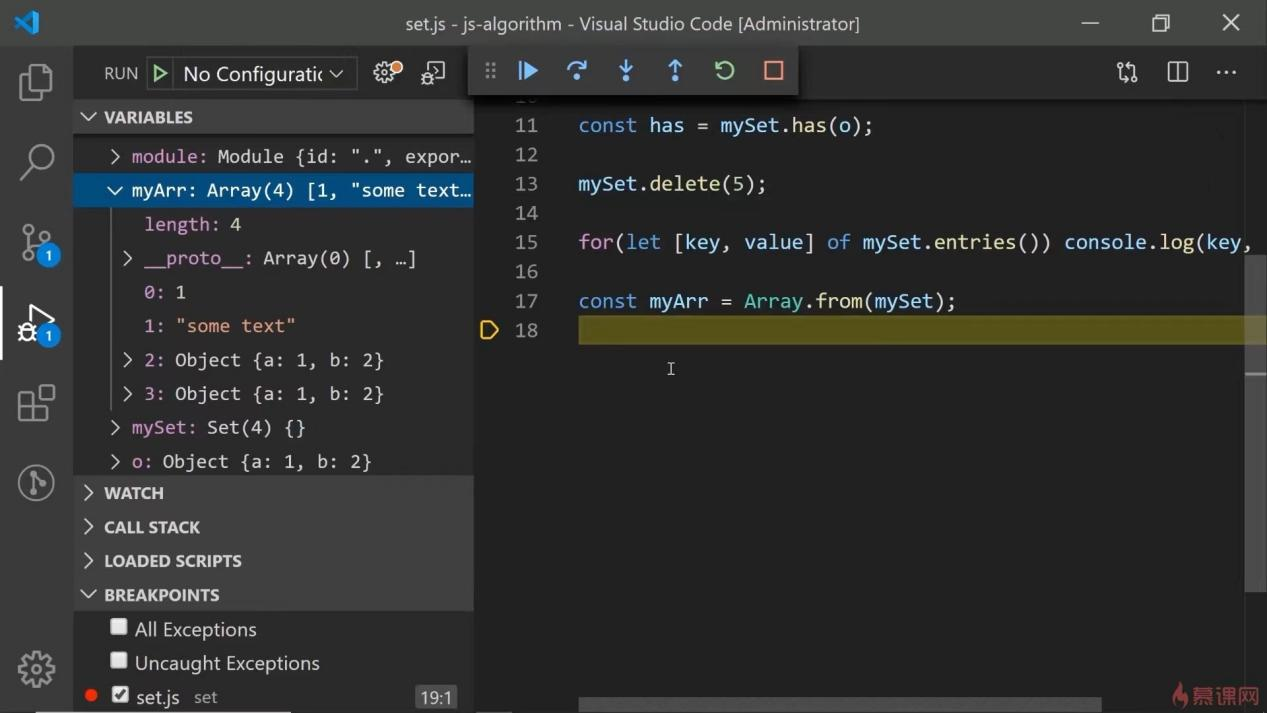 set.js - js-algorithm - Visual Studio Code [Administrator]
RUN No Configuratic
VARIABLES
module: Module {id: ".", expor…
myArr: Array(4) [1, "some text…
length: 4
__proto__: Array(0) [, …]
0: 1
1: "some text"
2: Object {a: 1, b: 2}
3: Object {a: 1, b: 2}
mySet: Set(4) {}
o: Object {a: 1, b: 2}
WATCH
CALL STACK
LOADED SCRIPTS
BREAKPOINTS
All Exceptions
Uncaught Exceptions
set.js set 19:1
1
1
11 const has = mySet.has(o);
12
13 mySet.delete(5);
14
15 for(let [key, value] of mySet.entries()) console.log(key,
16
17 const myArr = Array.from(mySet);
18
慕课网